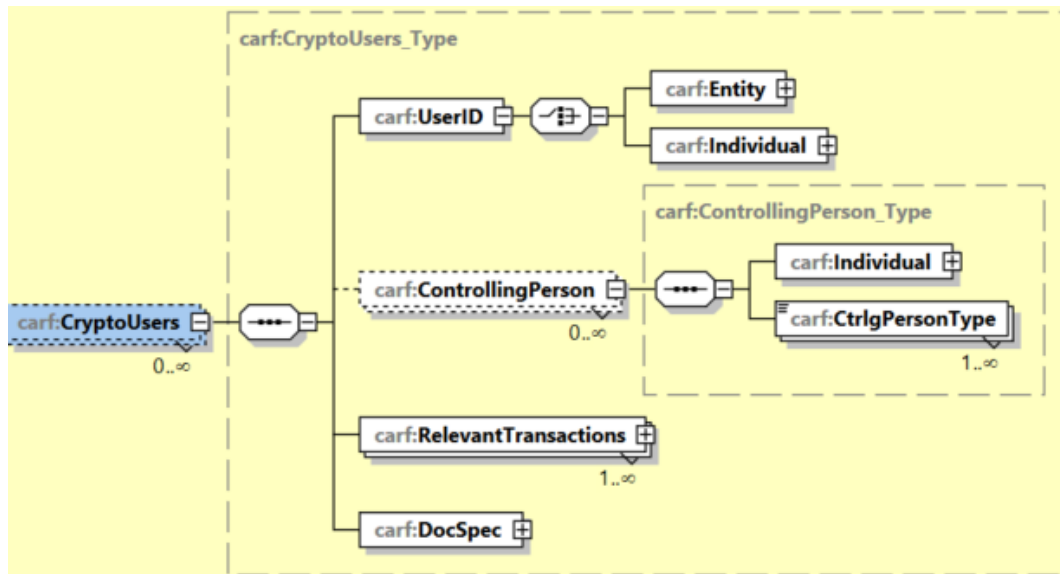 carf:CryptoUsers_Type
carf:UserID
carf:Entity
carf:Individual
carf:ControllingPerson_Type
carf:Individual
carf:ControllingPerson
0..∞
carf:CtrlgPersonType
1..∞
carf:CryptoUsers
0..∞
carf:RelevantTransactions
1..∞
carf:DocSpec